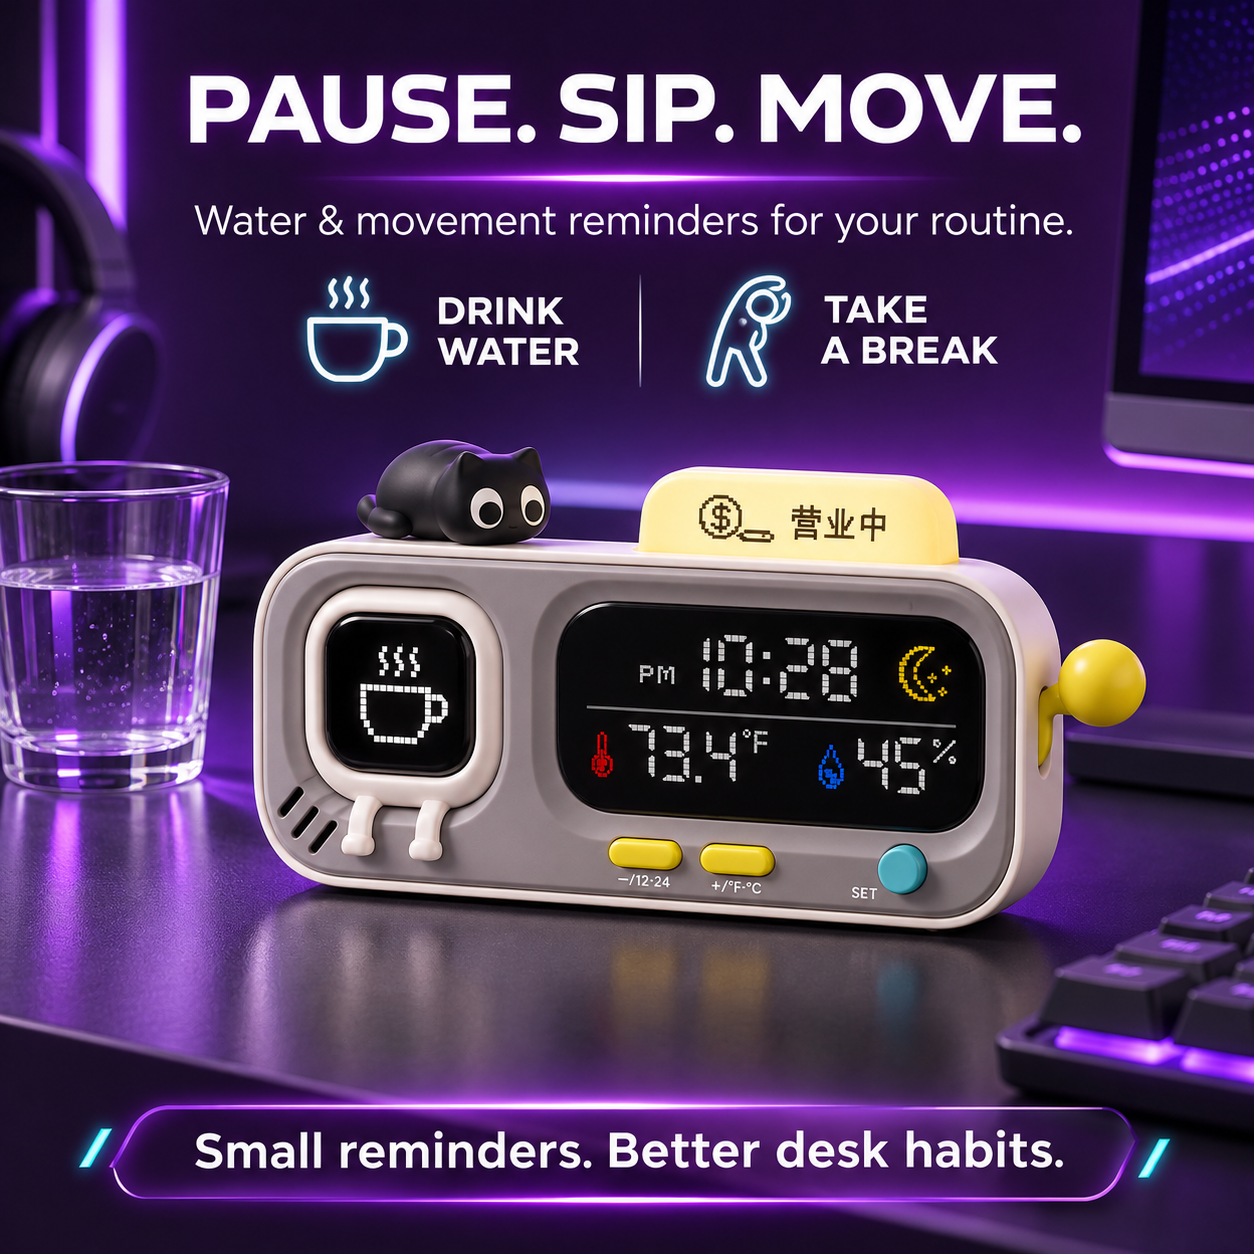 PAUSE. SIP. MOVE.
Water & movement reminders for your routine.
DRINK
WATER
TAKE
A BREAK
$ 营业中
PM 10:28
73.4°F 45%
−/12-24 +/°F-°C SET
Small reminders. Better desk habits.